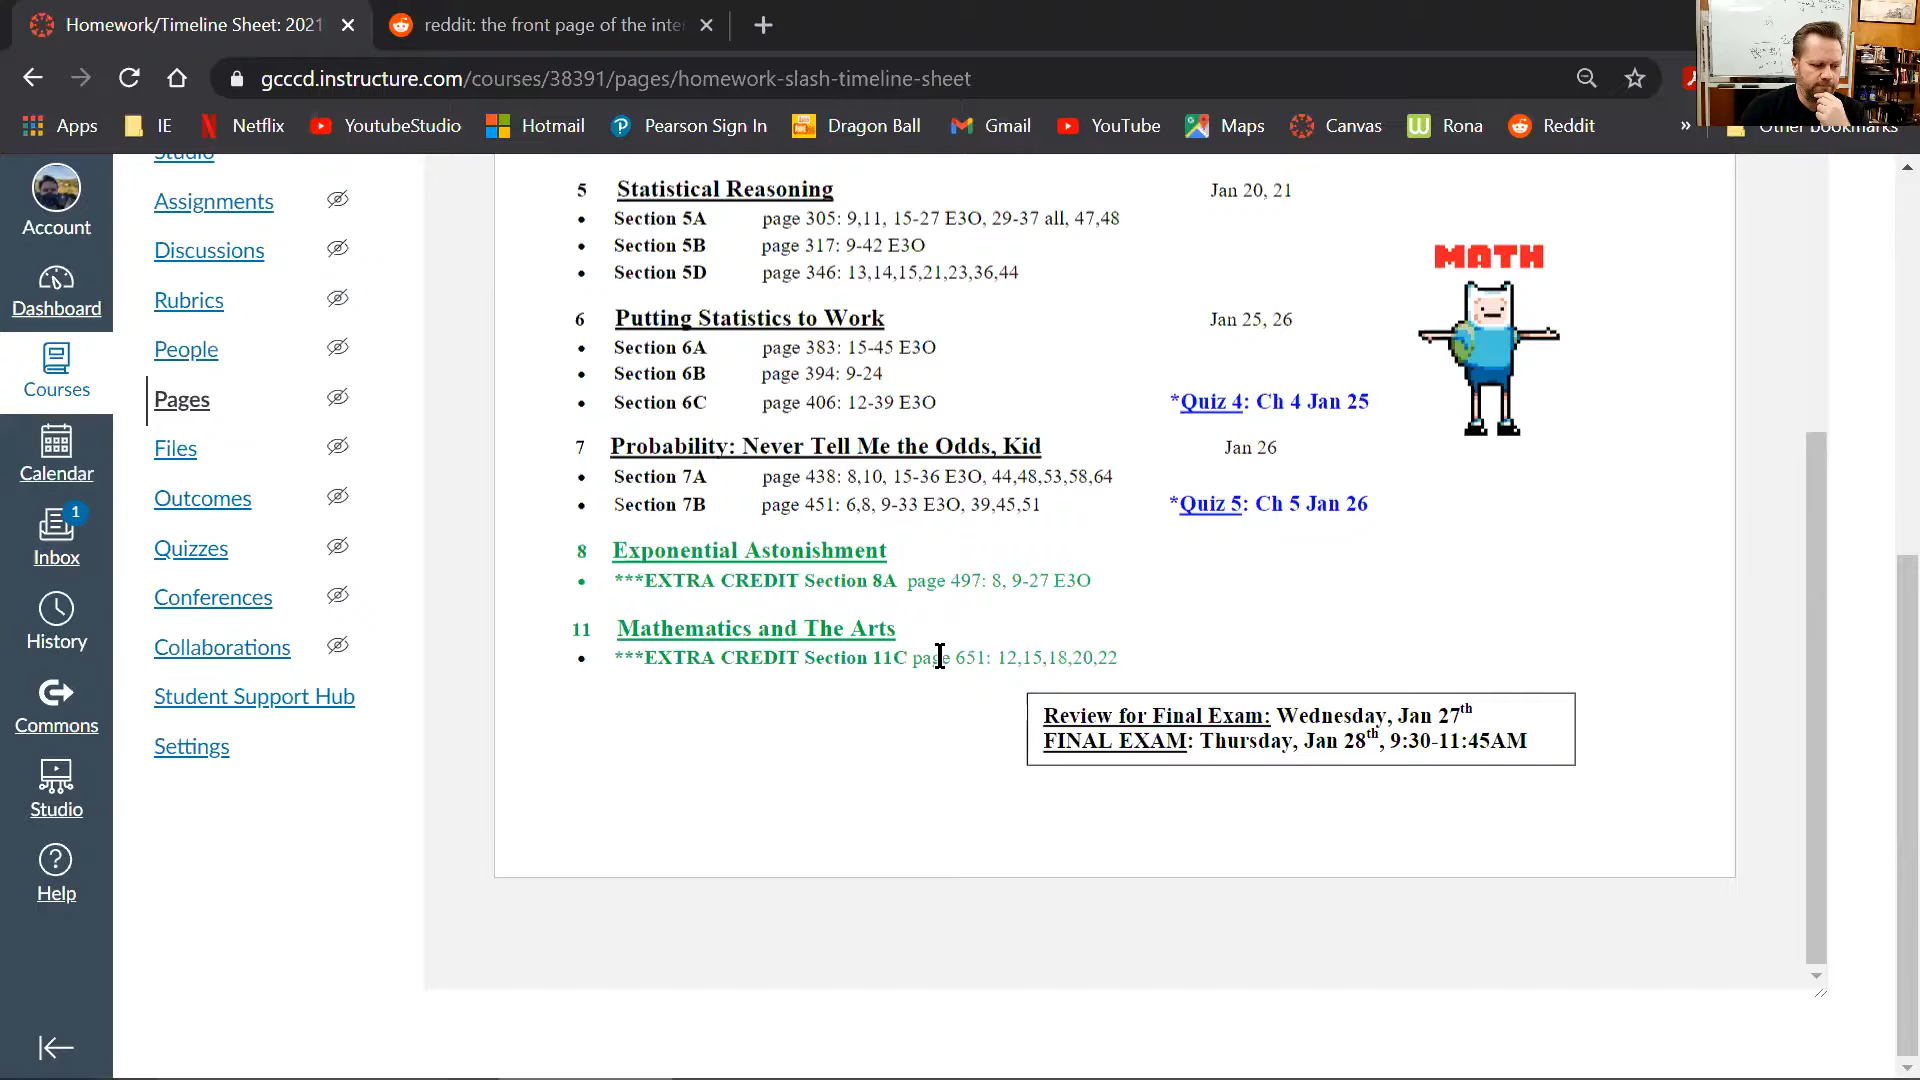 Homework/Timeline Sheet: 2021
reddit: the front page of the inte
gcccd.instructure.com/courses/38391/pages/homework-slash-timeline-sheet
Apps
IE
Netflix
YoutubeStudio
Hotmail
Pearson Sign In
Dragon Ball
Gmail
YouTube
Maps
Canvas
Rona
Reddit
»
Other bookmarks
Account
Dashboard
Courses
Calendar
1
Inbox
History
Commons
Studio
Help
Studio
Assignments
Discussions
Rubrics
People
Pages
Files
Outcomes
Quizzes
Conferences
Collaborations
Student Support Hub
Settings
5 Statistical Reasoning Jan 20, 21
• Section 5A page 305: 9,11, 15-27 E3O, 29-37 all, 47,48
• Section 5B page 317: 9-42 E3O
• Section 5D page 346: 13,14,15,21,23,36,44
MATH
6 Putting Statistics to Work Jan 25, 26
• Section 6A page 383: 15-45 E3O
• Section 6B page 394: 9-24
• Section 6C page 406: 12-39 E3O *Quiz 4: Ch 4 Jan 25
7 Probability: Never Tell Me the Odds, Kid Jan 26
• Section 7A page 438: 8,10, 15-36 E3O, 44,48,53,58,64
• Section 7B page 451: 6,8, 9-33 E3O, 39,45,51 *Quiz 5: Ch 5 Jan 26
8 Exponential Astonishment
• ***EXTRA CREDIT Section 8A page 497: 8, 9-27 E3O
11 Mathematics and The Arts
• ***EXTRA CREDIT Section 11C page 651: 12,15,18,20,22
Review for Final Exam: Wednesday, Jan 27th
FINAL EXAM: Thursday, Jan 28th, 9:30-11:45AM